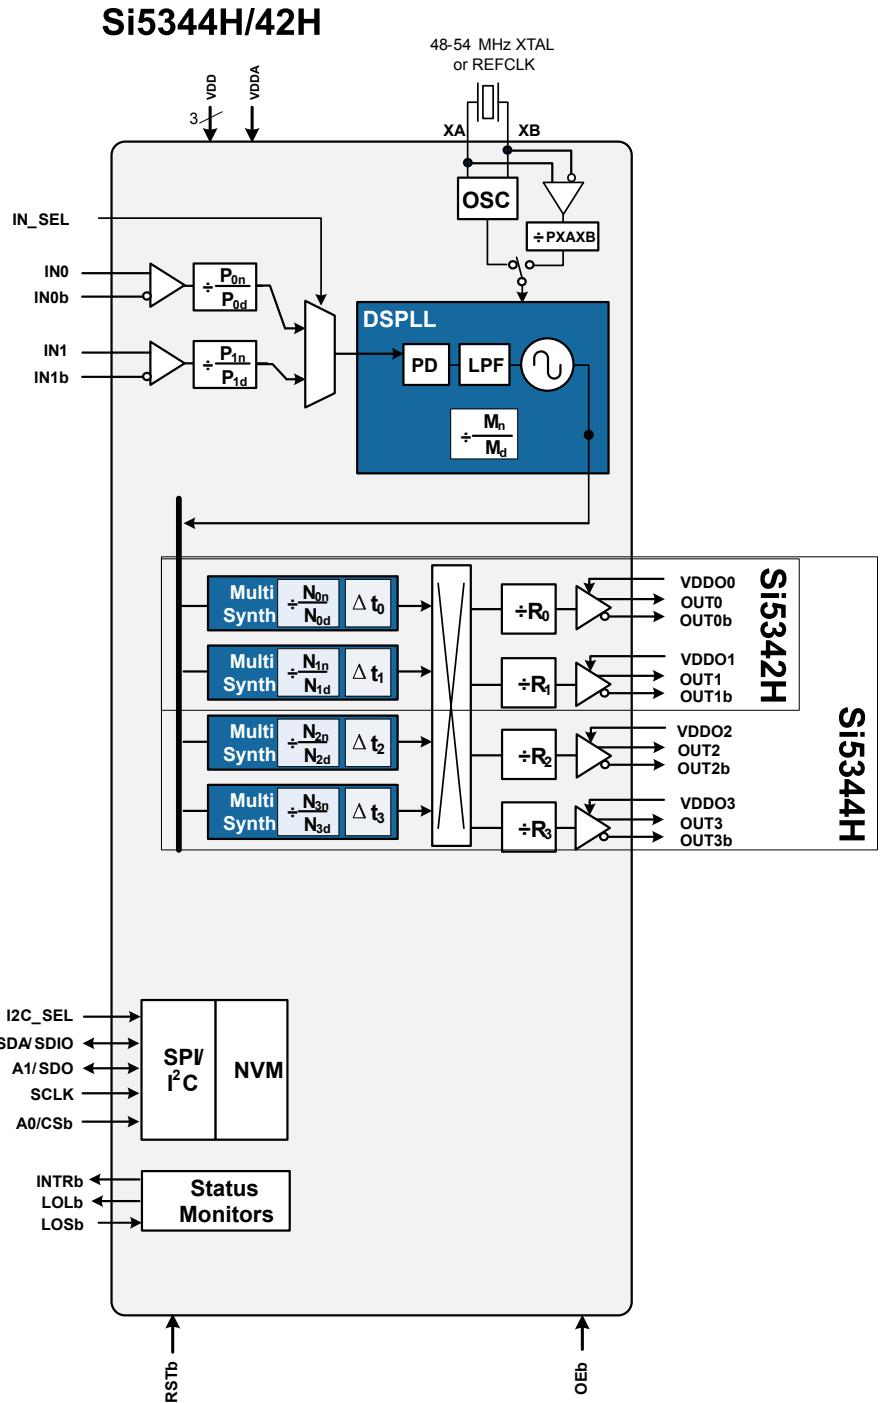 Si5344H/42H
48-54 MHz XTAL
or REFCLK
VDD
VDDA
3
XA
XB
OSC
÷PXAXB
IN_SEL
IN0
IN0b
÷ P0n
P0d
IN1
IN1b
÷ P1n
P1d
DSPLL
PD
LPF
÷ Mn
Md
Multi
Synth
÷ N0n
N0d
Δ t0
÷R0
VDDO0
OUT0
OUT0b
Multi
Synth
÷ N1n
N1d
Δ t1
÷R1
VDDO1
OUT1
OUT1b
Si5342H
Multi
Synth
÷ N2n
N2d
Δ t2
÷R2
VDDO2
OUT2
OUT2b
Multi
Synth
÷ N3n
N3d
Δ t3
÷R3
VDDO3
OUT3
OUT3b
Si5344H
I2C_SEL
SDA/SDIO
A1/SDO
SCLK
A0/CSb
SPI/
I²C
NVM
INTRb
LOLb
LOSb
Status
Monitors
RSTb
OEb